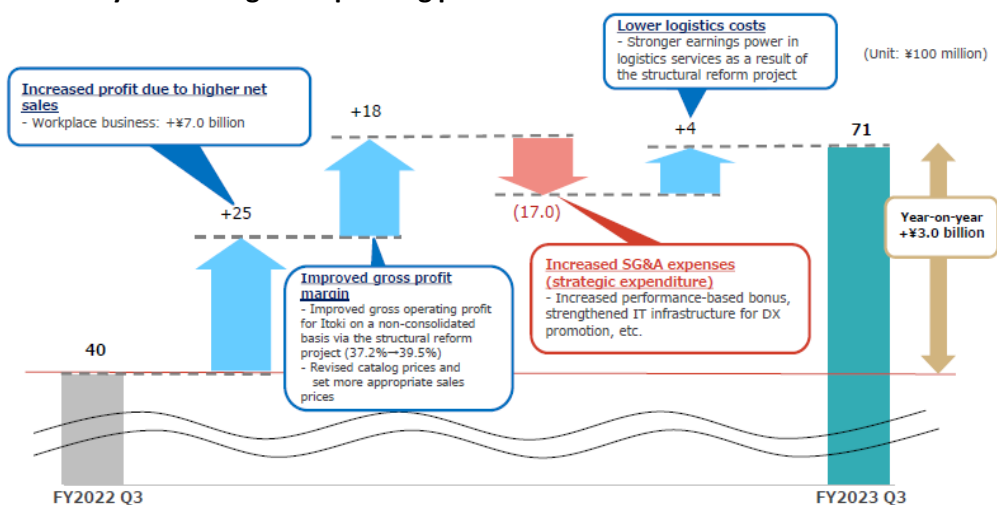 Lower logistics costs
- Stronger earnings power in
logistics services as a result of
the structural reform project
(Unit: ¥100 million)
Increased profit due to higher net
sales
- Workplace business: +¥7.0 billion
+18
+4
71
+25
(17.0)
Year-on-year
+¥3.0 billion
Improved gross profit
margin
- Improved gross operating profit
for Itoki on a non-consolidated
basis via the structural reform
project (37.2%→39.5%)
- Revised catalog prices and
set more appropriate sales
prices
Increased SG&A expenses
(strategic expenditure)
- Increased performance-based bonus,
strengthened IT infrastructure for DX
promotion, etc.
40
FY2022 Q3
FY2023 Q3